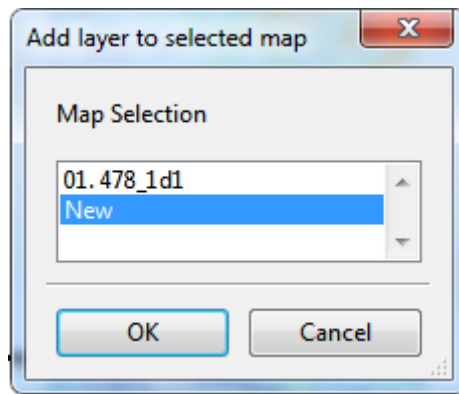 Add layer to selected map
Map Selection
01.478_1d1
New
OK
Cancel